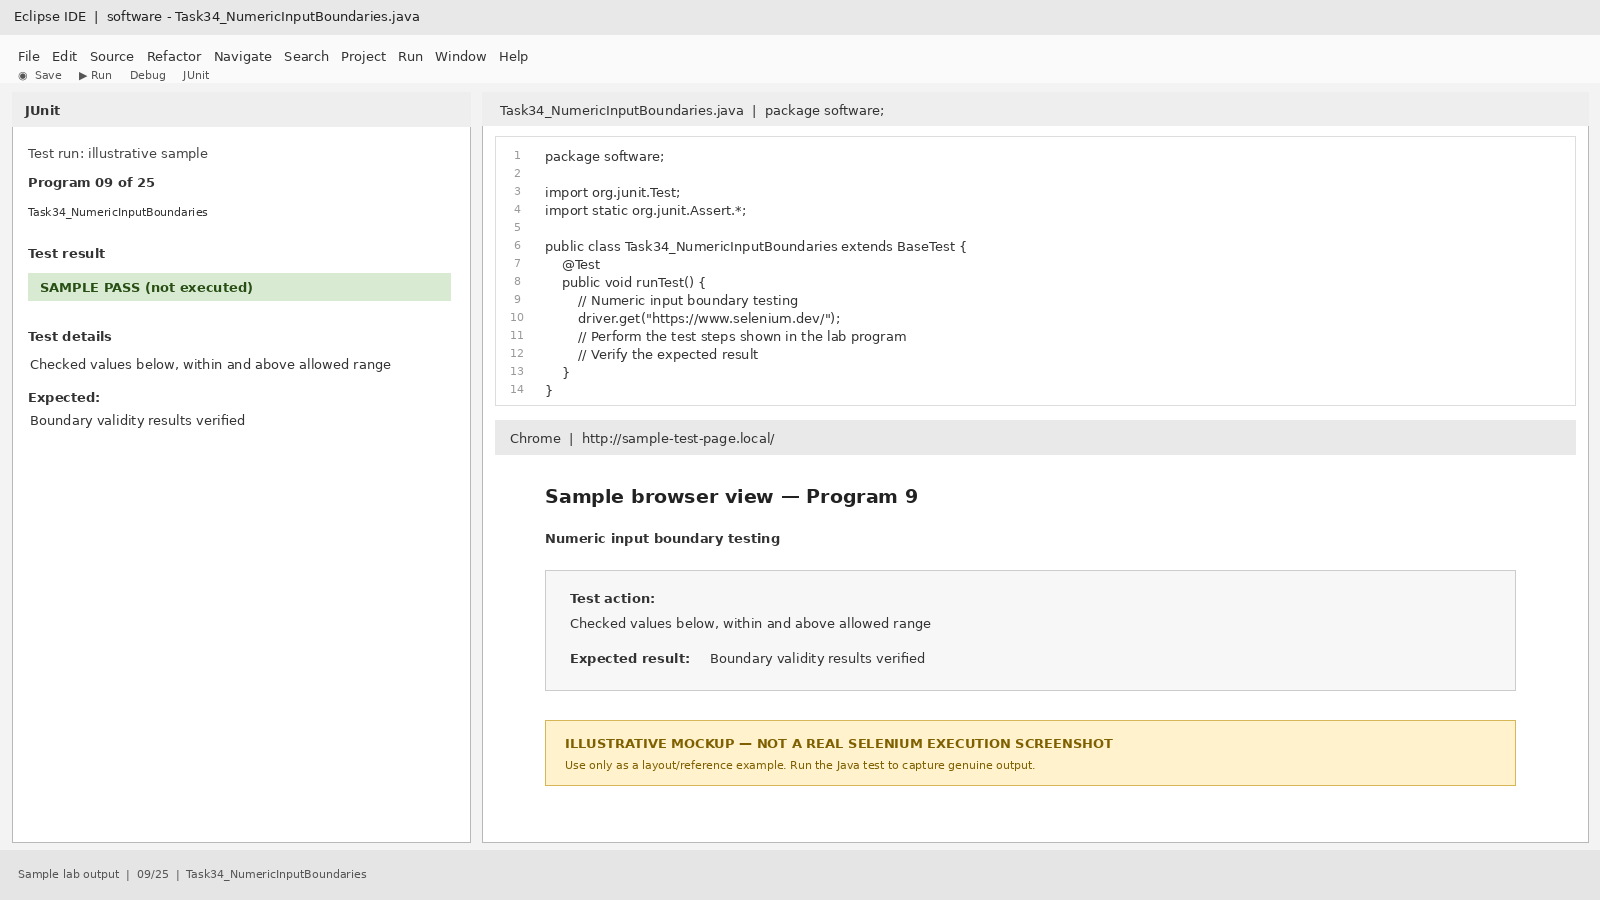 Eclipse IDE  |  software - Task34_NumericInputBoundaries.java
File  Edit  Source  Refactor  Navigate  Search  Project  Run  Window  Help
◉  Save  ▶ Run  Debug  JUnit
JUnit
Test run: illustrative sample
Program 09 of 25
Task34_NumericInputBoundaries
Test result
SAMPLE PASS (not executed)
Test details
Checked values below, within and above allowed range
Expected:
Boundary validity results verified
Task34_NumericInputBoundaries.java  |  package software;
1 package software;
2
3 import org.junit.Test;
4 import static org.junit.Assert.*;
5
6 public class Task34_NumericInputBoundaries extends BaseTest {
7     @Test
8     public void runTest() {
9         // Numeric input boundary testing
10         driver.get("https://www.selenium.dev/");
11         // Perform the test steps shown in the lab program
12         // Verify the expected result
13     }
14 }
Chrome  |  http://sample-test-page.local/
Sample browser view — Program 9
Numeric input boundary testing
Test action:
Checked values below, within and above allowed range
Expected result:  Boundary validity results verified
ILLUSTRATIVE MOCKUP — NOT A REAL SELENIUM EXECUTION SCREENSHOT
Use only as a layout/reference example. Run the Java test to capture genuine output.
Sample lab output  |  09/25  |  Task34_NumericInputBoundaries